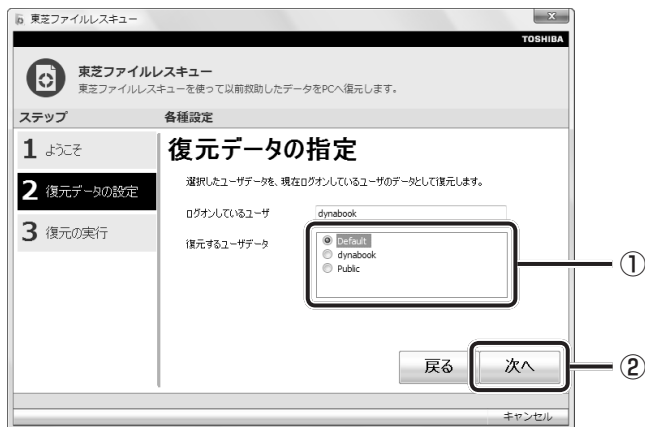 東芝ファイルレスキュー
TOSHIBA
東芝ファイルレスキュー
東芝ファイルレスキューを使って以前救助したデータをPCへ復元します。
ステップ
各種設定
1 ようこそ
2 復元データの設定
3 復元の実行
復元データの指定
選択したユーザデータを、現在ログオンしているユーザのデータとして復元します。
ログオンしているユーザ
dynabook
復元するユーザデータ
Default
dynabook
Public
①
戻る
次へ
②
キャンセル